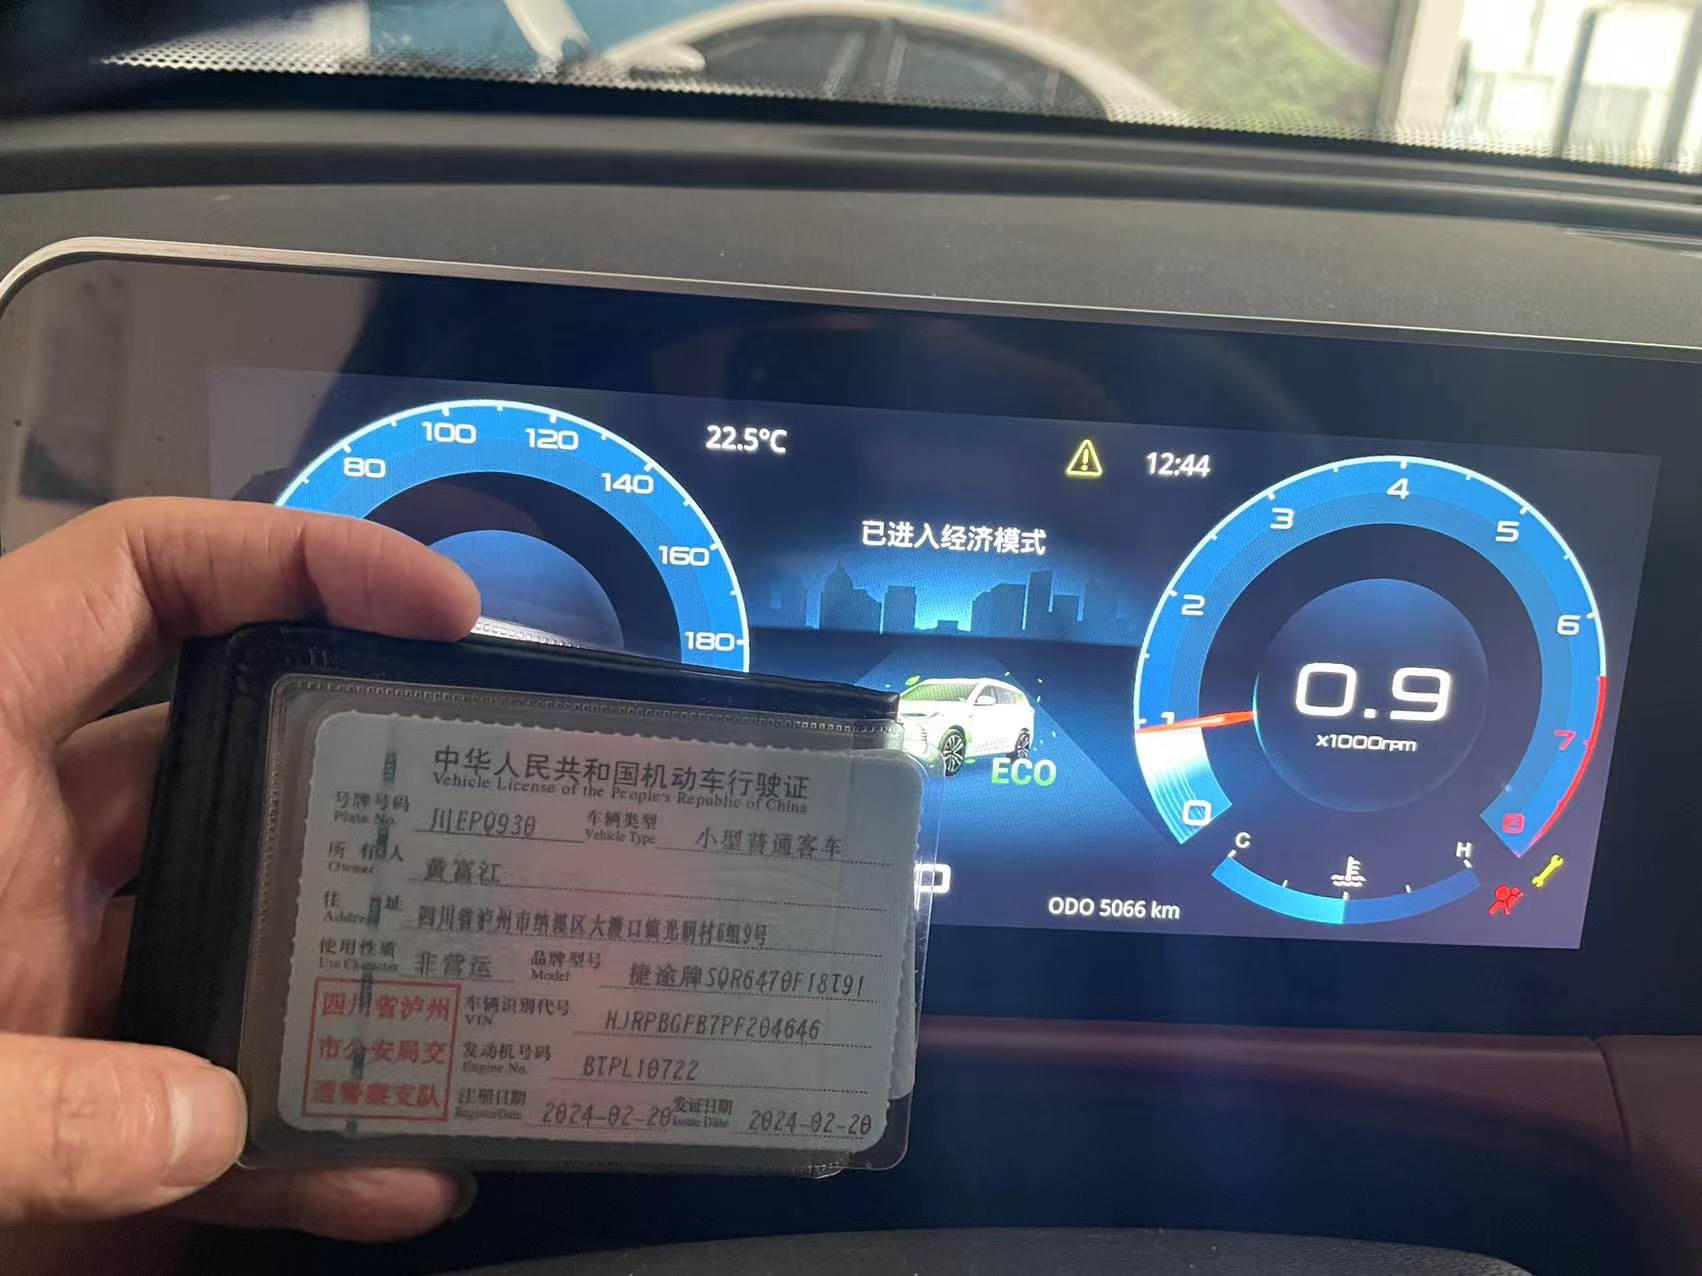 22.5°C
12:44
已进入经济模式
80
100
120
140
160
180
ECO
ODO 5066 km
0
1
2
3
4
5
6
7
8
0.9
x1000rpm
C
H
中华人民共和国机动车行驶证
Vehicle License of the People's Republic of China
号牌号码 川EPQ930 车辆类型 小型普通客车
Plate No. Vehicle Type
所有人 黄富江
Owner
住址 四川省泸州市纳溪区大渡口镇光明村6组9号
Address
使用性质 非营运 品牌型号 捷途牌SQR6470F18T91
Use Character Model
四川省泸州
市公安局交
通警察支队
车辆识别代号 HJRPBGFB7PF204646
VIN
发动机号码 BTPL10722
Engine No.
注册日期 2024-02-20 发证日期 2024-02-20
Register Date Issue Date